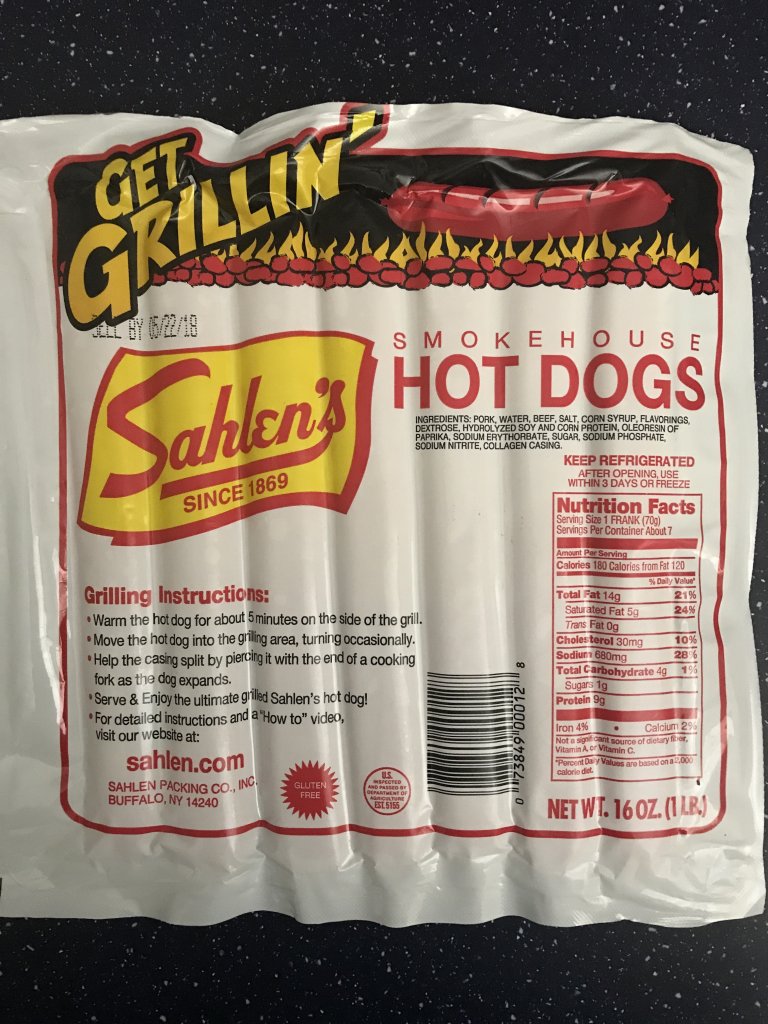 GET
GRILLIN'
SELL BY 05/22/18
Sahlen's
SINCE 1869
SMOKEHOUSE
HOT DOGS
INGREDIENTS: PORK, WATER, BEEF, SALT, CORN SYRUP, FLAVORINGS,
DEXTROSE, HYDROLYZED SOY AND CORN PROTEIN, OLEORESIN OF
PAPRIKA, SODIUM ERYTHORBATE, SUGAR, SODIUM PHOSPHATE,
SODIUM NITRITE, COLLAGEN CASING.
KEEP REFRIGERATED
AFTER OPENING, USE
WITHIN 3 DAYS OR FREEZE
Nutrition Facts
Serving Size 1 FRANK (70g)
Servings Per Container About 7
Amount Per Serving
Calories 180 Calories from Fat 120
% Daily Value*
Total Fat 14g 21%
Saturated Fat 5g 24%
Trans Fat 0g
Cholesterol 30mg 10%
Sodium 680mg 28%
Total Carbohydrate 4g 1%
Sugars 1g
Protein 9g
Iron 4% • Calcium 2%
Not a significant source of dietary fiber,
Vitamin A, or Vitamin C.
*Percent Daily Values are based on a 2,000
calorie diet.
NET WT. 16 OZ. (1 LB.)
Grilling Instructions:
• Warm the hot dog for about 5 minutes on the side of the grill.
• Move the hot dog into the grilling area, turning occasionally.
• Help the casing split by piercing it with the end of a cooking
fork as the dog expands.
• Serve & Enjoy the ultimate grilled Sahlen's hot dog!
• For detailed instructions and a "How to" video,
visit our website at:
sahlen.com
SAHLEN PACKING CO., INC.
BUFFALO, NY 14240
GLUTEN
FREE
U.S.
INSPECTED
AND PASSED BY
DEPARTMENT OF
AGRICULTURE
EST. 5155
0 73849 00012 8